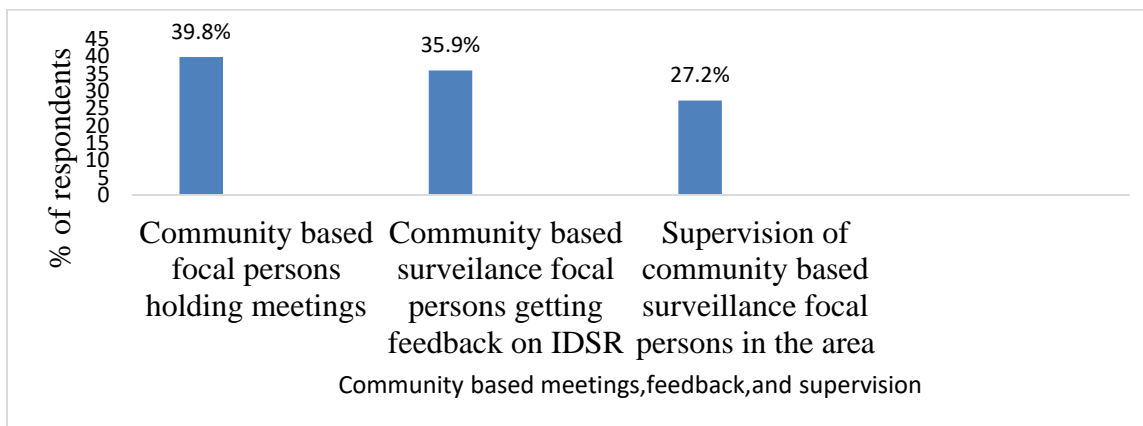 39.8%
35.9%
27.2%
45
40
35
30
25
20
15
10
5
0
% of respondents
Community based
focal persons
holding meetings
Community based
surveilance focal
persons getting
feedback on IDSR
Supervision of
community based
surveillance focal
persons in the area
Community based meetings,feedback,and supervision